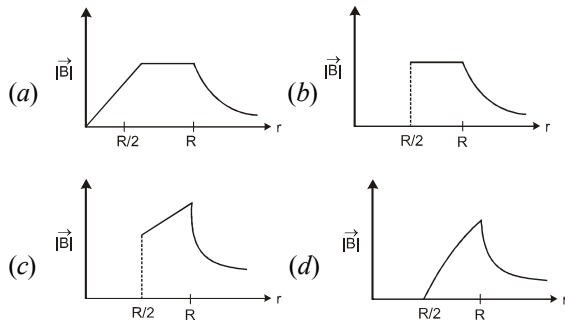 (a) |B⃗| R/2 R r
(b) |B⃗| R/2 R r
(c) |B⃗| R/2 R r
(d) |B⃗| R/2 R r